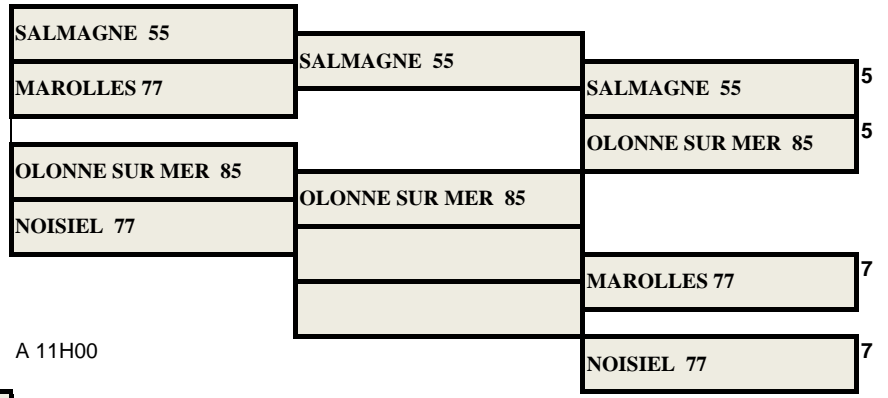 SALMAGNE 55
MAROLLES 77
OLONNE SUR MER 85
NOISIEL 77
A 11H00
SALMAGNE 55
OLONNE SUR MER 85
SALMAGNE 55 5
OLONNE SUR MER 85 5
MAROLLES 77 7
NOISIEL 77 7